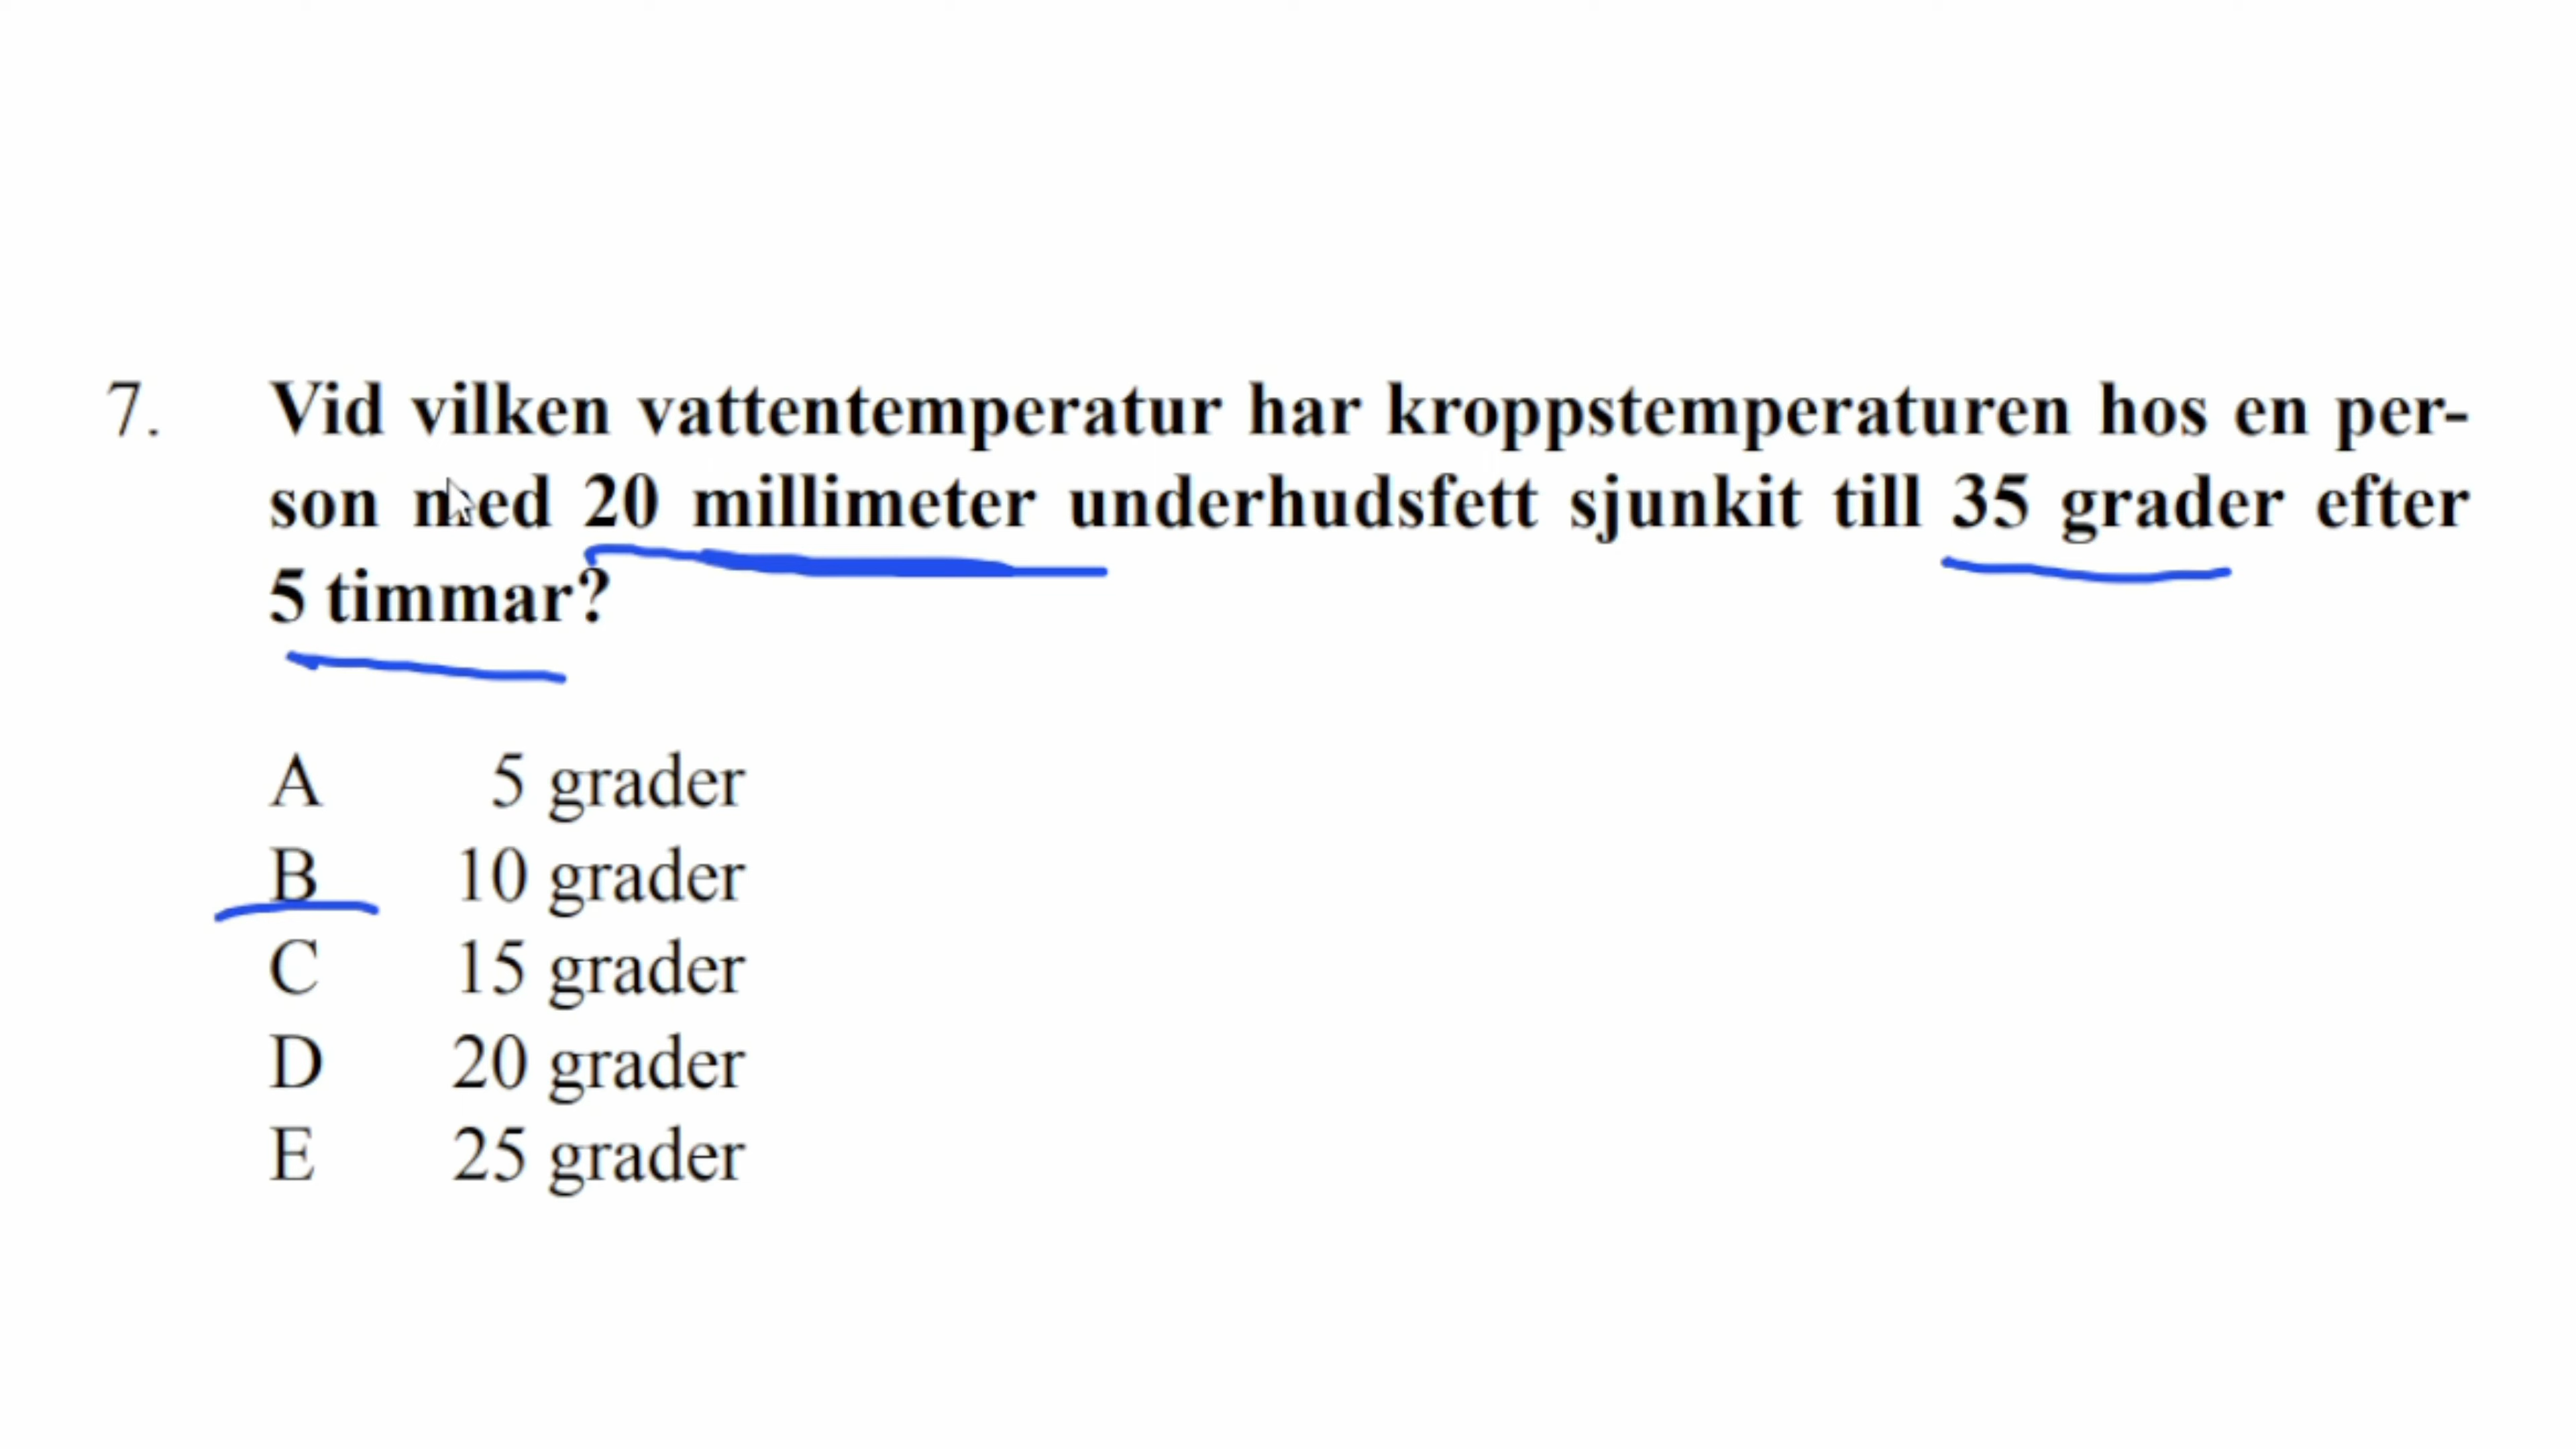 7. Vid vilken vattentemperatur har kroppstemperaturen hos en per-
son med 20 millimeter underhudsfett sjunkit till 35 grader efter
5 timmar?
A 5 grader
B 10 grader
C 15 grader
D 20 grader
E 25 grader